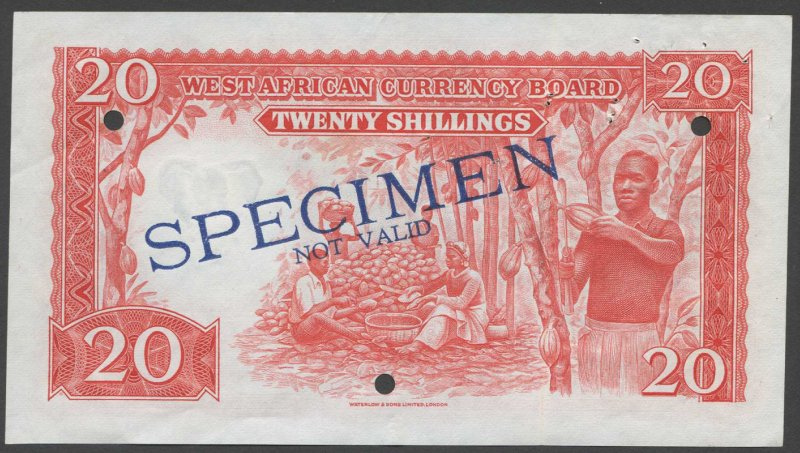 20
20
WEST AFRICAN CURRENCY BOARD
TWENTY SHILLINGS
SPECIMEN
NOT VALID
20
20
WATERLOW & SONS LIMITED, LONDON